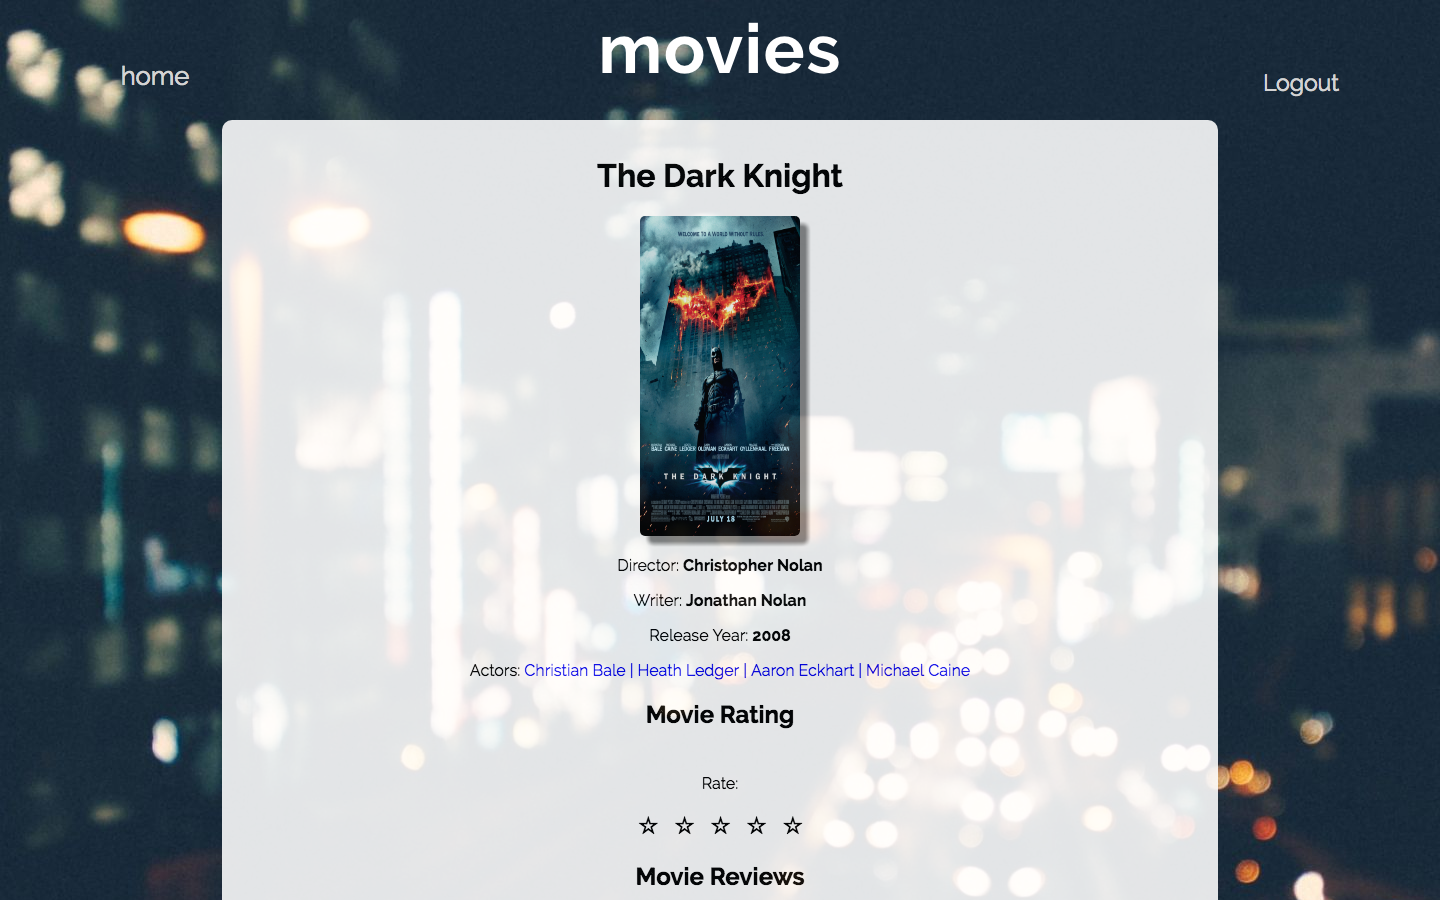 movies
home
Logout
The Dark Knight
WELCOME TO A WORLD WITHOUT RULES.
BALE CAINE LEDGER OLDMAN ECKHART GYLLENHAAL FREEMAN
THE DARK KNIGHT
JULY 18
Director: Christopher Nolan
Writer: Jonathan Nolan
Release Year: 2008
Actors: Christian Bale | Heath Ledger | Aaron Eckhart | Michael Caine
Movie Rating
Rate:
☆ ☆ ☆ ☆ ☆
Movie Reviews